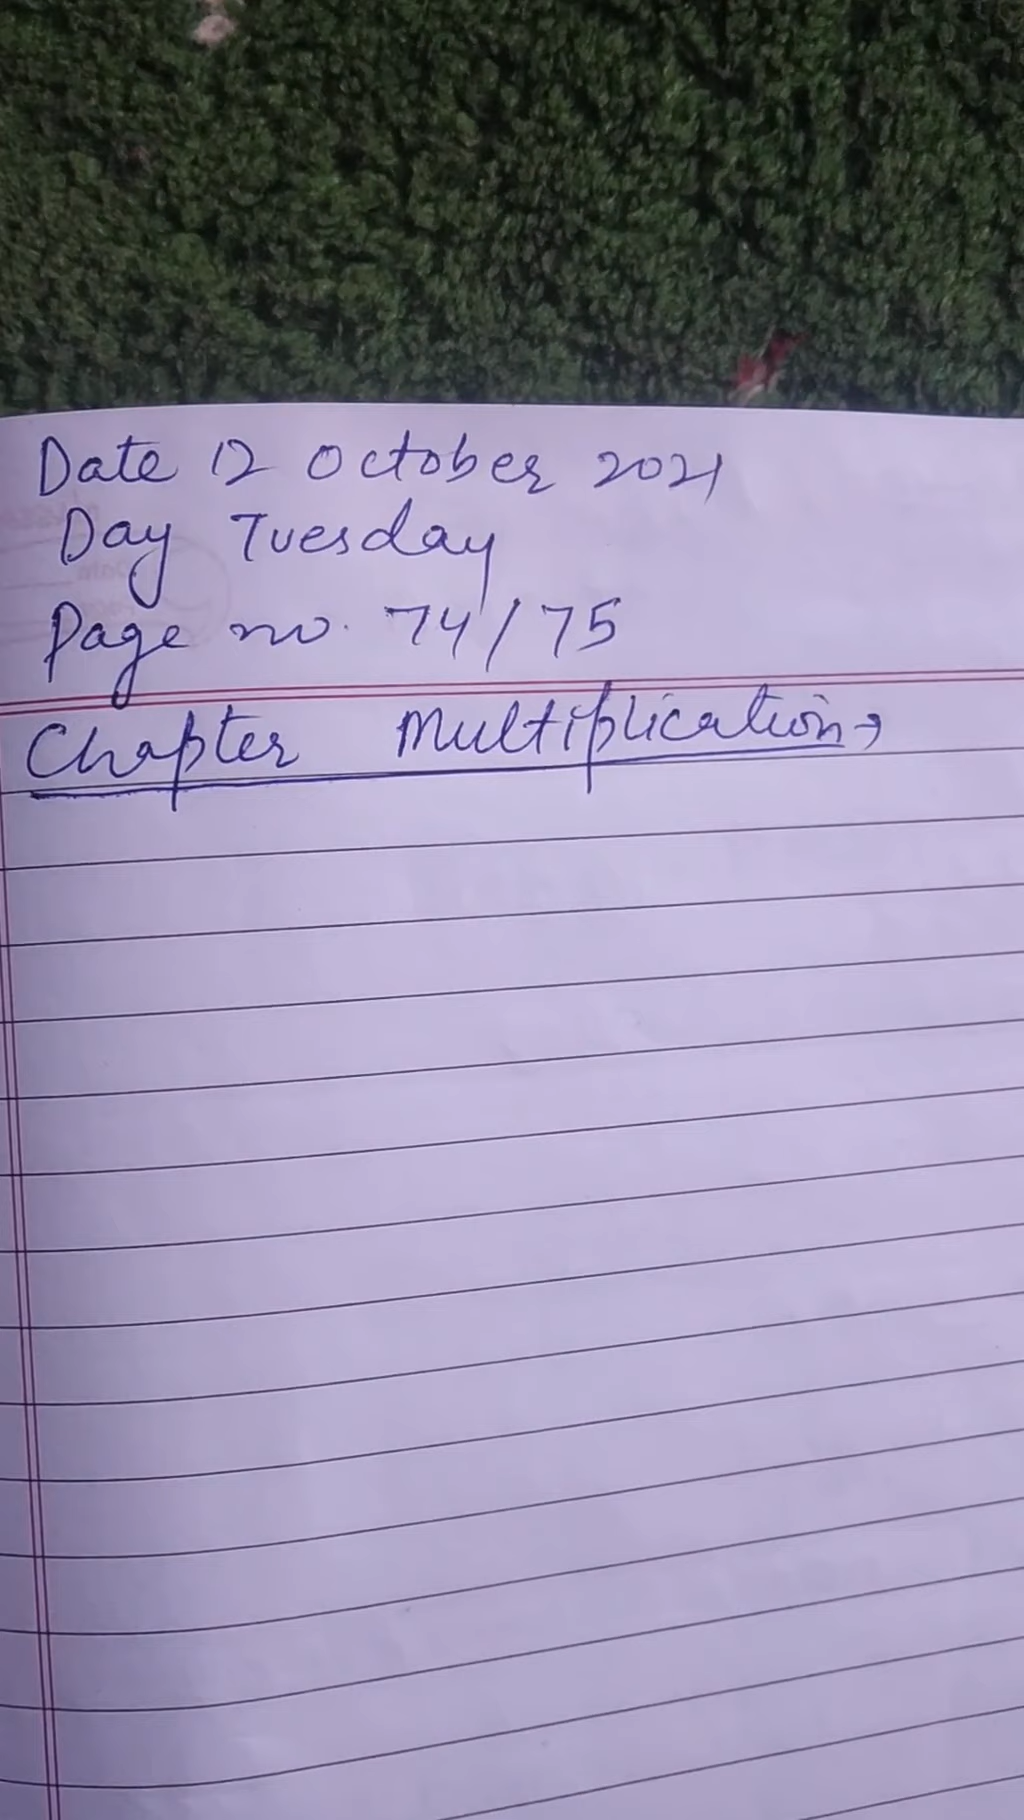 Date 12 October 2021
Day Tuesday
Page no. 74/75
Chapter Multiplication→